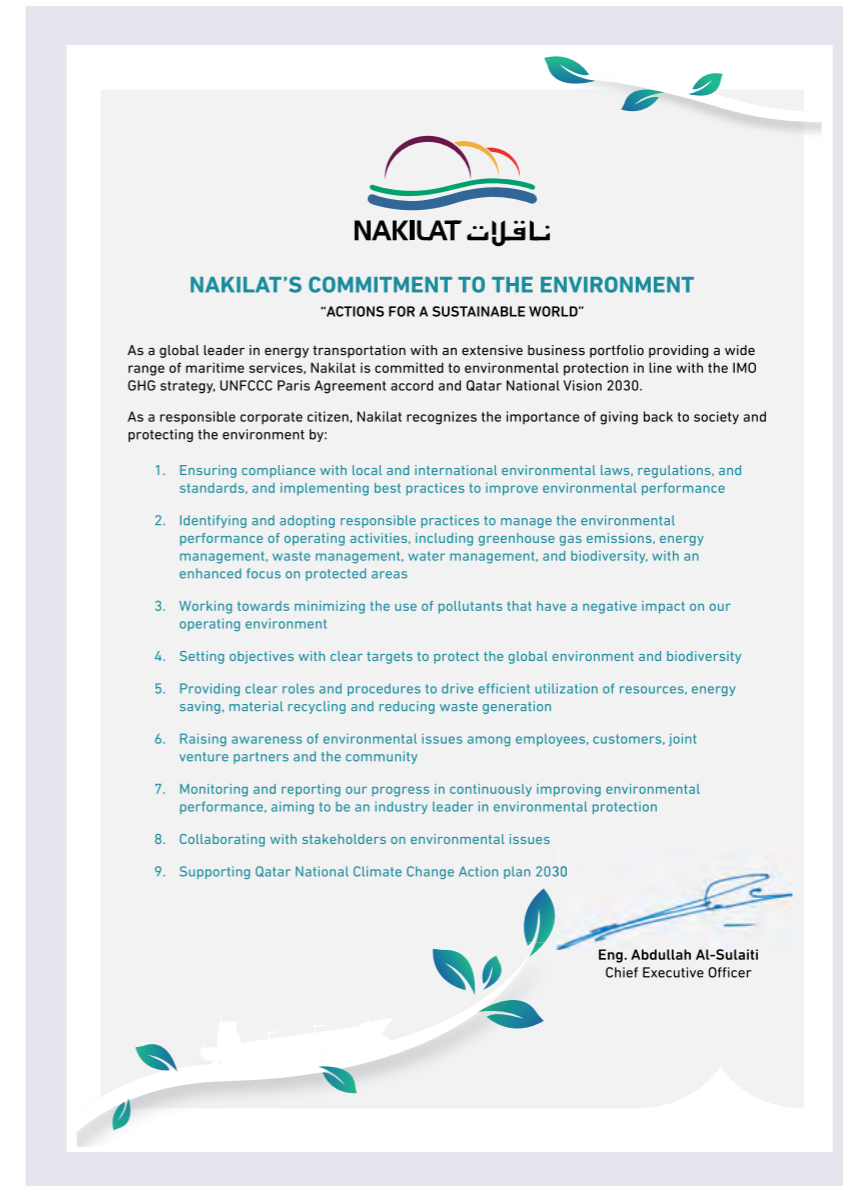 NAKILAT ناقلات
NAKILAT’S COMMITMENT TO THE ENVIRONMENT
“ACTIONS FOR A SUSTAINABLE WORLD”
As a global leader in energy transportation with an extensive business portfolio providing a wide
range of maritime services, Nakilat is committed to environmental protection in line with the IMO
GHG strategy, UNFCCC Paris Agreement accord and Qatar National Vision 2030.
As a responsible corporate citizen, Nakilat recognizes the importance of giving back to society and
protecting the environment by:
1. Ensuring compliance with local and international environmental laws, regulations, and
standards, and implementing best practices to improve environmental performance
2. Identifying and adopting responsible practices to manage the environmental
performance of operating activities, including greenhouse gas emissions, energy
management, waste management, water management, and biodiversity, with an
enhanced focus on protected areas
3. Working towards minimizing the use of pollutants that have a negative impact on our
operating environment
4. Setting objectives with clear targets to protect the global environment and biodiversity
5. Providing clear roles and procedures to drive efficient utilization of resources, energy
saving, material recycling and reducing waste generation
6. Raising awareness of environmental issues among employees, customers, joint
venture partners and the community
7. Monitoring and reporting our progress in continuously improving environmental
performance, aiming to be an industry leader in environmental protection
8. Collaborating with stakeholders on environmental issues
9. Supporting Qatar National Climate Change Action plan 2030
Eng. Abdullah Al-Sulaiti
Chief Executive Officer